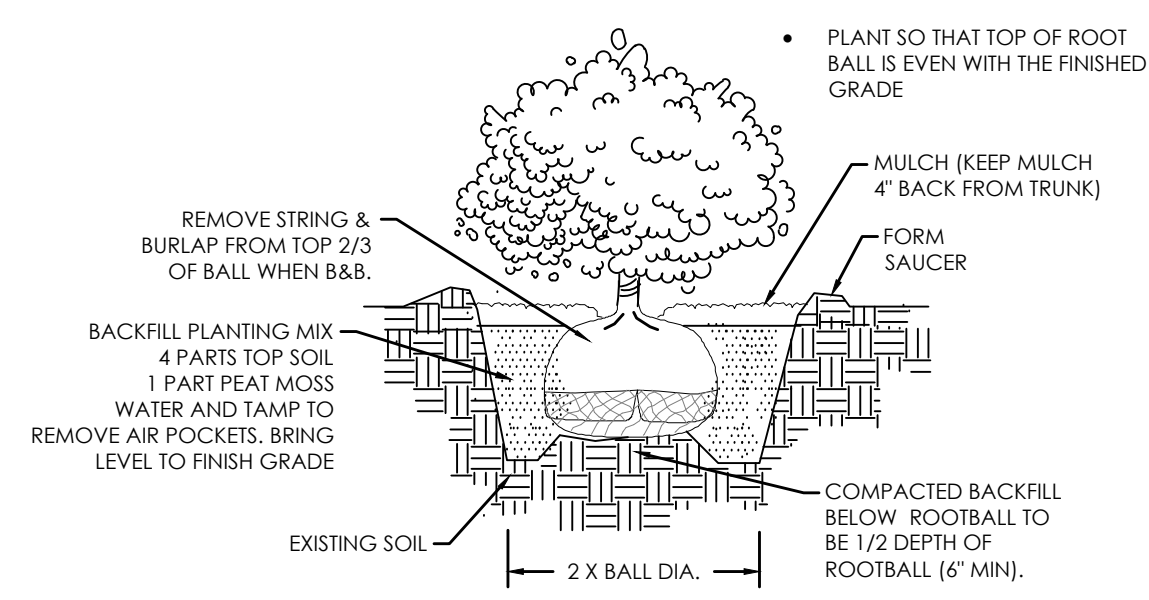 • PLANT SO THAT TOP OF ROOT
BALL IS EVEN WITH THE FINISHED
GRADE
MULCH (KEEP MULCH
4" BACK FROM TRUNK)
REMOVE STRING &
BURLAP FROM TOP 2/3
OF BALL WHEN B&B.
FORM
SAUCER
BACKFILL PLANTING MIX
4 PARTS TOP SOIL
1 PART PEAT MOSS
WATER AND TAMP TO
REMOVE AIR POCKETS. BRING
LEVEL TO FINISH GRADE
COMPACTED BACKFILL
BELOW ROOTBALL TO
BE 1/2 DEPTH OF
ROOTBALL (6" MIN).
EXISTING SOIL
2 X BALL DIA.